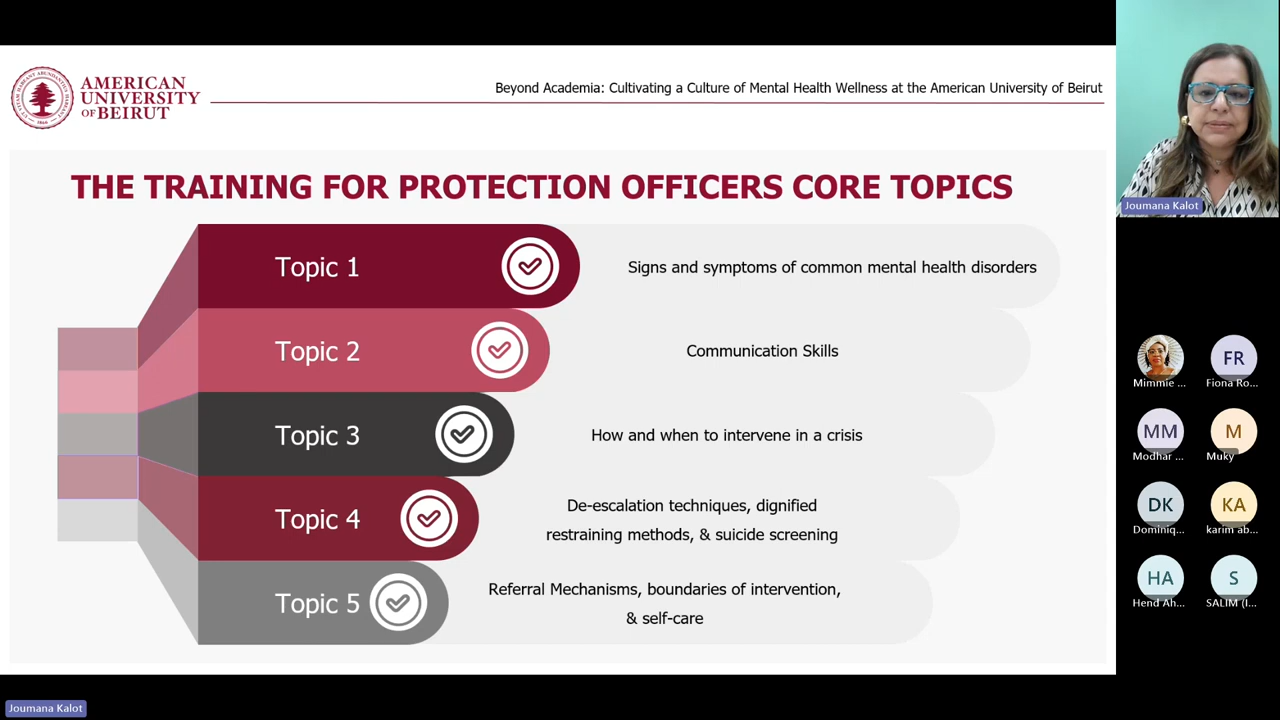 AMERICAN
UNIVERSITY
OF BEIRUT
Beyond Academia: Cultivating a Culture of Mental Health Wellness at the American University of Beirut
THE TRAINING FOR PROTECTION OFFICERS CORE TOPICS
Topic 1
Signs and symptoms of common mental health disorders
Topic 2
Communication Skills
Topic 3
How and when to intervene in a crisis
Topic 4
De-escalation techniques, dignified
restraining methods, & suicide screening
Topic 5
Referral Mechanisms, boundaries of intervention,
& self-care
Joumana Kalot
Mimmie ...
FR
Fiona Ro...
MM
Modhar ...
M
Muky
DK
Dominiq...
KA
karim ab...
HA
Hend Ah...
S
SALIM (I...
Joumana Kalot